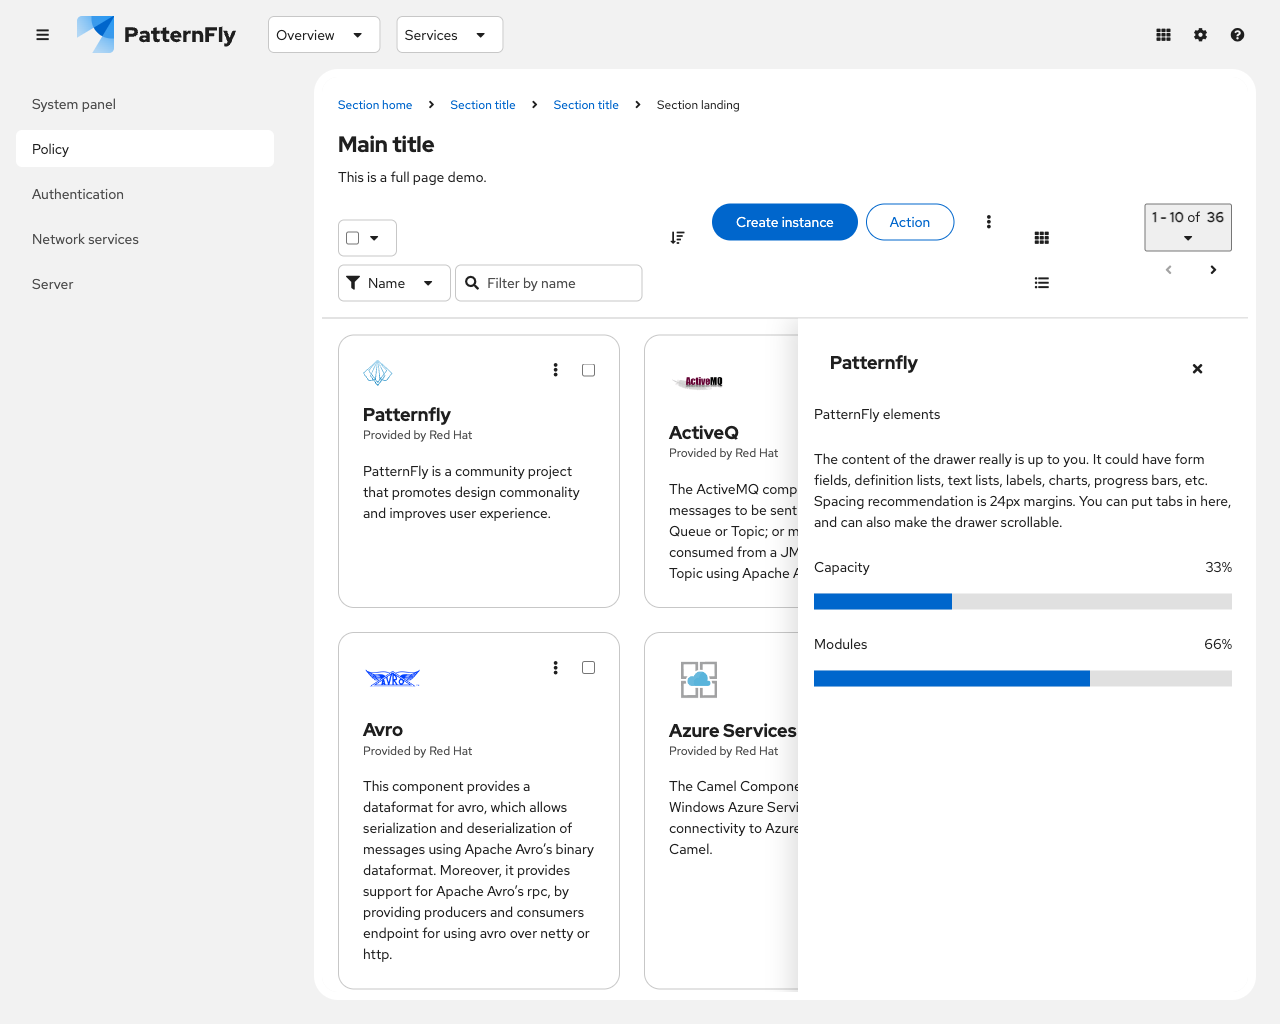 PatternFly
Overview
Services
System panel
Policy
Authentication
Network services
Server
Section home
Section title
Section title
Section landing
Main title
This is a full page demo.
Create instance
Action
1 - 10 of 36
Name
Filter by name
Patternfly
Provided by Red Hat
PatternFly is a community project
that promotes design commonality
and improves user experience.
ActiveMQ
ActiveQ
Provided by Red Hat
The ActiveMQ comp
messages to be sent
Queue or Topic; or m
consumed from a JM
Topic using Apache A
AVRO
Avro
Provided by Red Hat
This component provides a
dataformat for avro, which allows
serialization and deserialization of
messages using Apache Avro's binary
dataformat. Moreover, it provides
support for Apache Avro's rpc, by
providing producers and consumers
endpoint for using avro over netty or
http.
Azure Services
Provided by Red Hat
The Camel Compone
Windows Azure Servi
connectivity to Azure
Camel.
Patternfly
PatternFly elements
The content of the drawer really is up to you. It could have form
fields, definition lists, text lists, labels, charts, progress bars, etc.
Spacing recommendation is 24px margins. You can put tabs in here,
and can also make the drawer scrollable.
Capacity
33%
Modules
66%